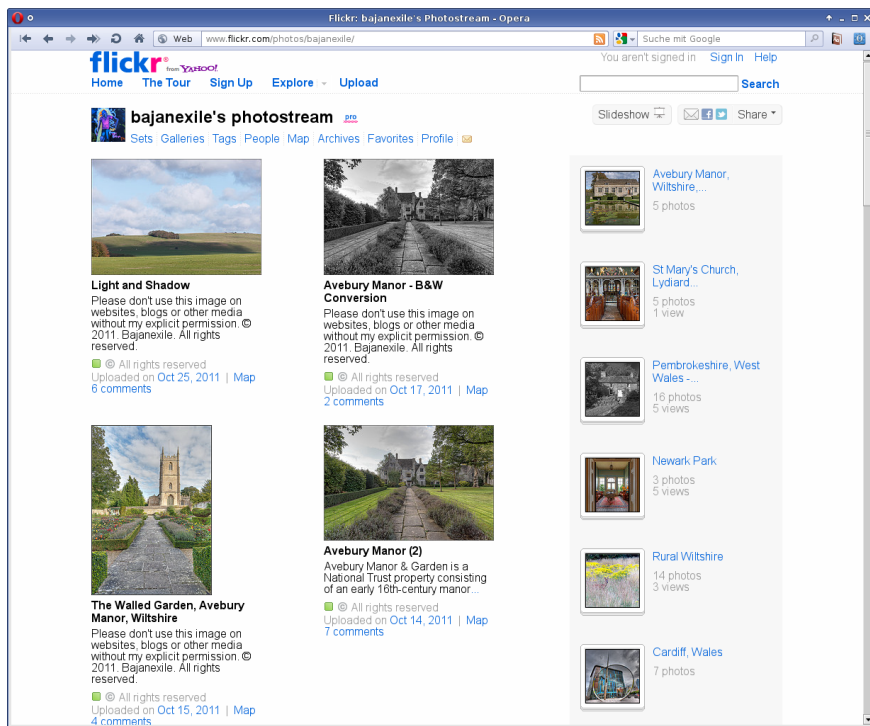 Flickr: bajanexile's Photostream - Opera
Web www.flickr.com/photos/bajanexile/ Suche mit Google
flickr® from YAHOO!
You aren't signed in Sign In Help
Home The Tour Sign Up Explore Upload
Search
bajanexile's photostream pro
Slideshow Share
Sets Galleries Tags People Map Archives Favorites Profile
Light and Shadow
Please don't use this image on
websites, blogs or other media
without my explicit permission. ©
2011. Bajanexile. All rights
reserved.
© All rights reserved
Uploaded on Oct 25, 2011 | Map
6 comments
Avebury Manor - B&W
Conversion
Please don't use this image on
websites, blogs or other media
without my explicit permission. ©
2011. Bajanexile. All rights
reserved.
© All rights reserved
Uploaded on Oct 17, 2011 | Map
2 comments
The Walled Garden, Avebury
Manor, Wiltshire
Please don't use this image on
websites, blogs or other media
without my explicit permission. ©
2011. Bajanexile. All rights
reserved.
© All rights reserved
Uploaded on Oct 15, 2011 | Map
4 comments
Avebury Manor (2)
Avebury Manor & Garden is a
National Trust property consisting
of an early 16th-century manor...
© All rights reserved
Uploaded on Oct 14, 2011 | Map
7 comments
Avebury Manor,
Wiltshire,...
5 photos
St Mary's Church,
Lydiard...
5 photos
1 view
Pembrokeshire, West
Wales -...
16 photos
5 views
Newark Park
3 photos
5 views
Rural Wiltshire
14 photos
3 views
Cardiff, Wales
7 photos